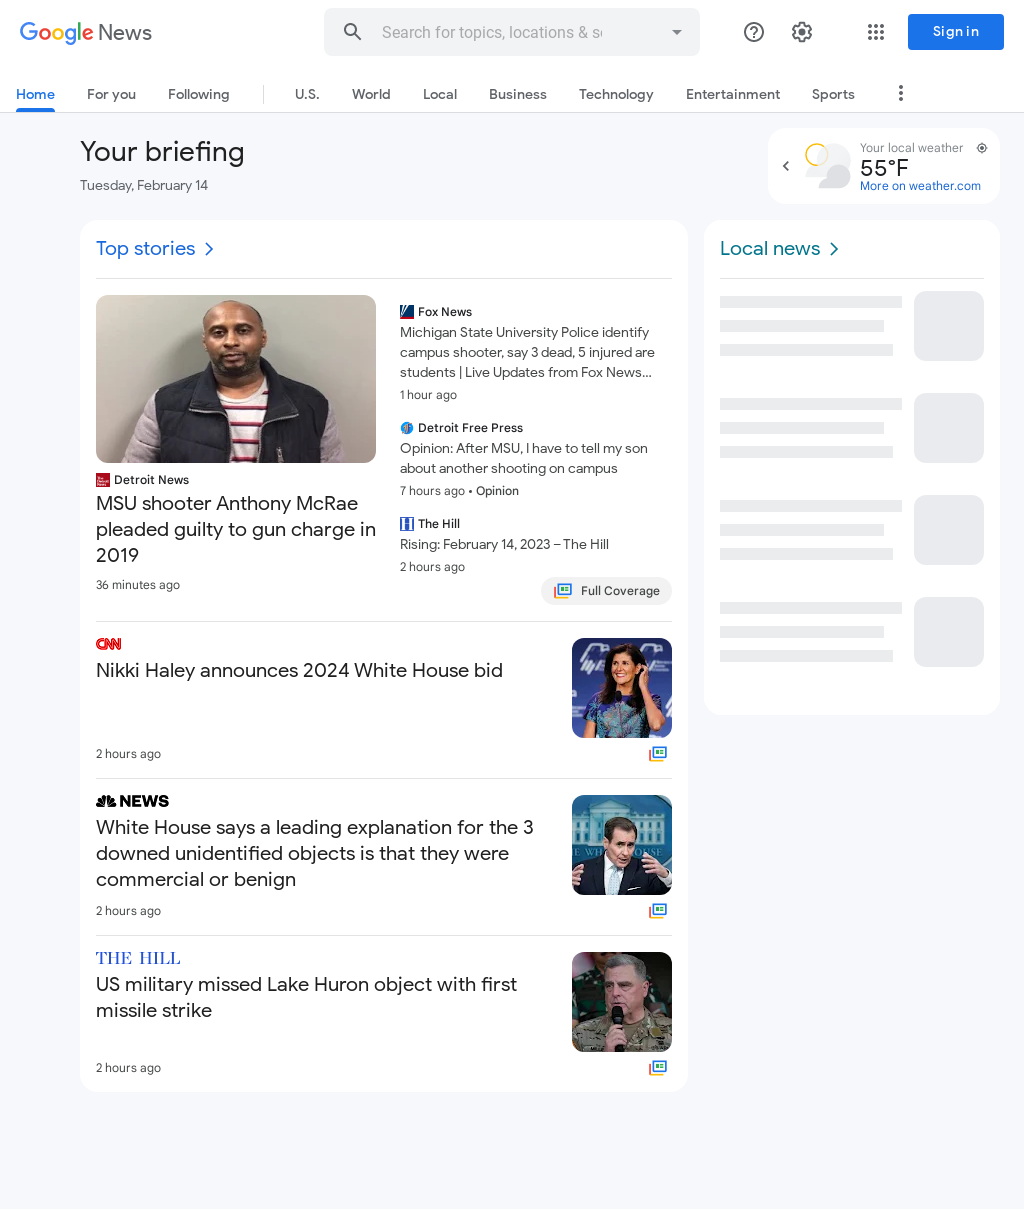 Google News
Search for topics, locations & s
Sign in
Home
For you
Following
U.S.
World
Local
Business
Technology
Entertainment
Sports
Your briefing
Tuesday, February 14
Your local weather
55°F
More on weather.com
Top stories
Detroit News
MSU shooter Anthony McRae
pleaded guilty to gun charge in
2019
36 minutes ago
Fox News
Michigan State University Police identify
campus shooter, say 3 dead, 5 injured are
students | Live Updates from Fox News…
1 hour ago
Detroit Free Press
Opinion: After MSU, I have to tell my son
about another shooting on campus
7 hours ago • Opinion
The Hill
Rising: February 14, 2023 – The Hill
2 hours ago
Full Coverage
CNN
Nikki Haley announces 2024 White House bid
2 hours ago
NEWS
White House says a leading explanation for the 3
downed unidentified objects is that they were
commercial or benign
2 hours ago
THE HILL
US military missed Lake Huron object with first
missile strike
2 hours ago
Local news